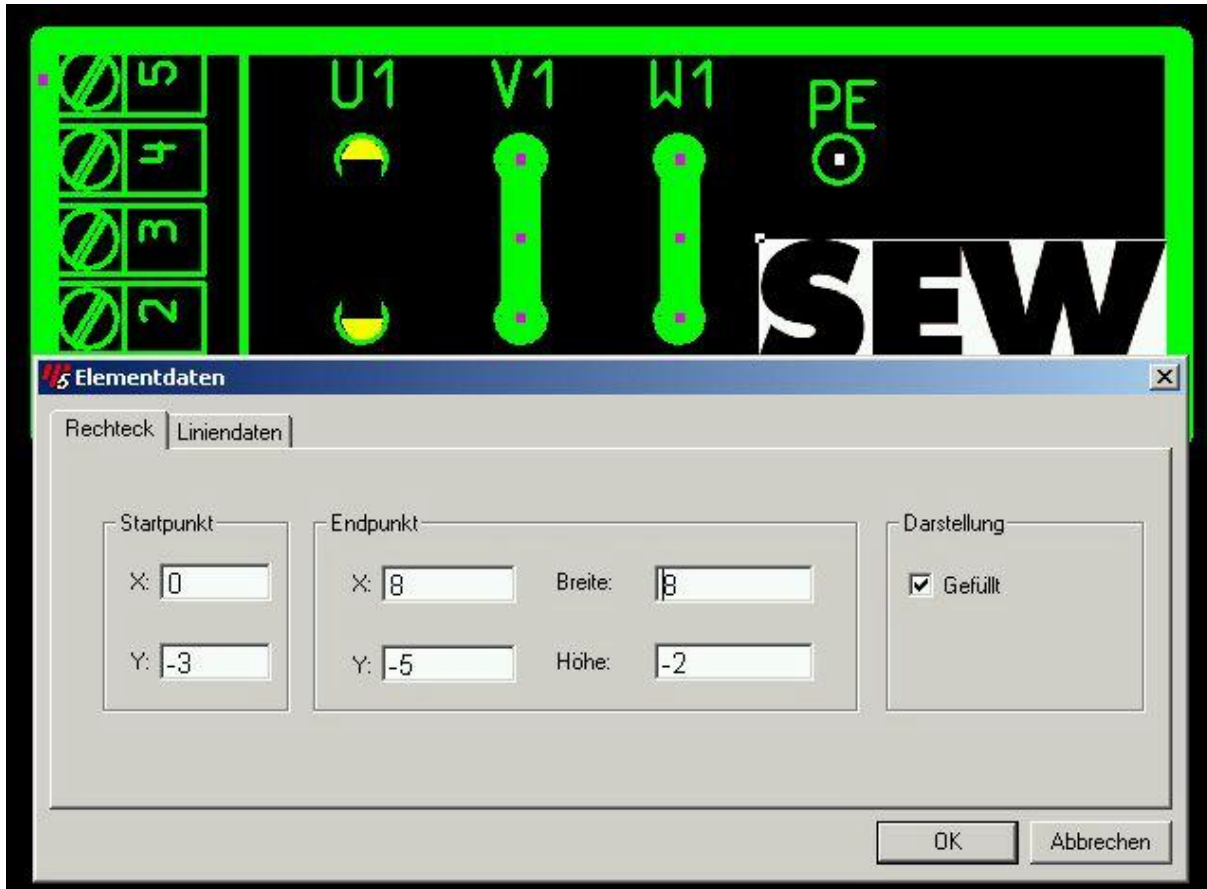 5
U1 V1 W1 PE
4
3
SEW
2
Elementdaten
Rechteck Liniendaten
Startpunkt Endpunkt Darstellung
X: 0 X: 8 Breite: 8 Gefüllt
Y: -3 Y: -5 Höhe: -2
OK Abbrechen